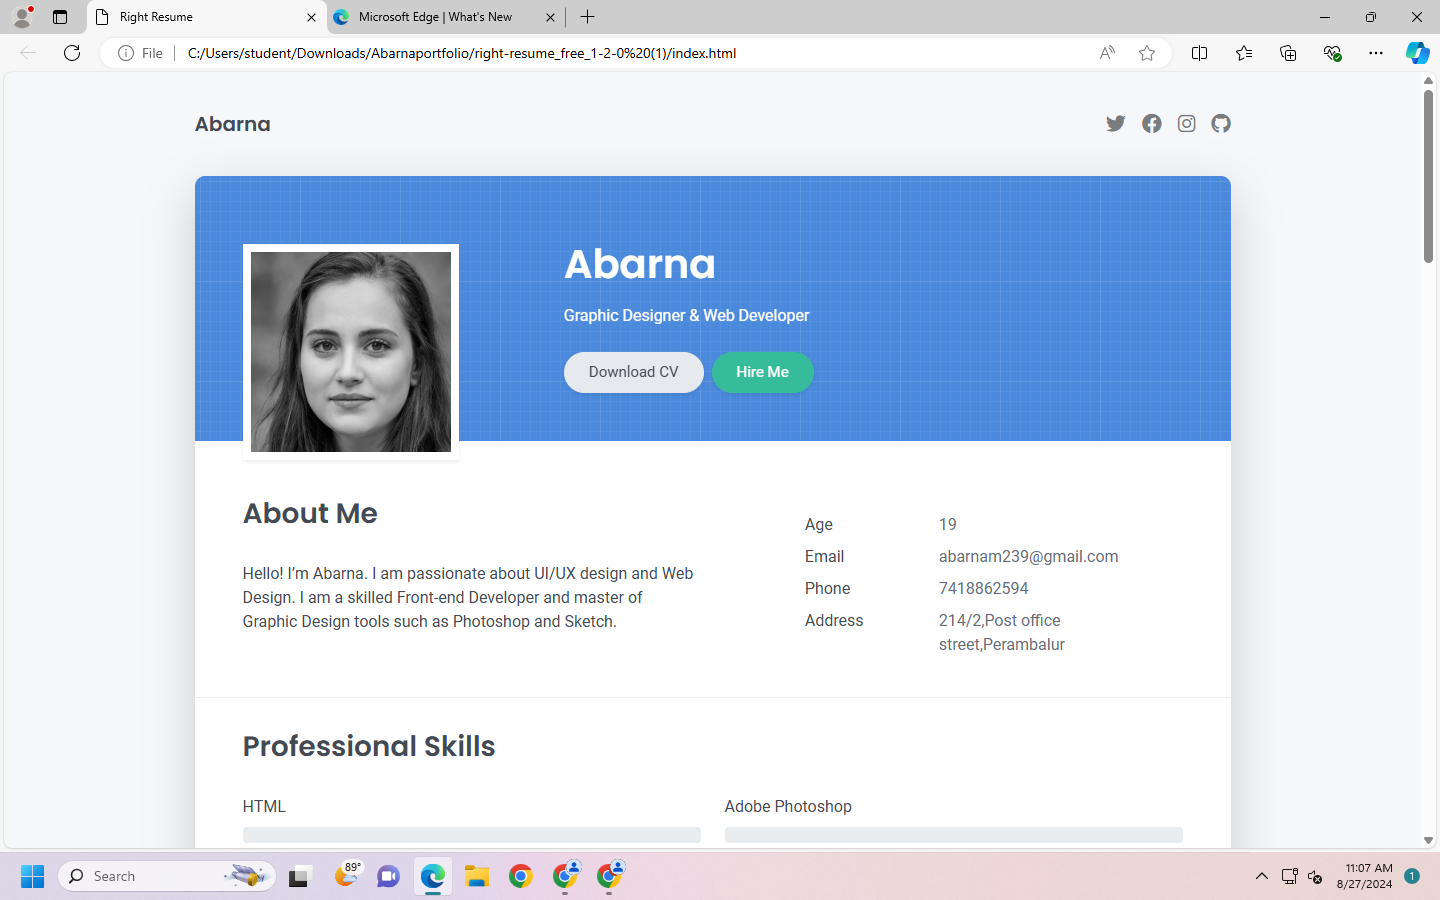 Right Resume
Microsoft Edge | What's New
File
C:/Users/student/Downloads/Abarnaportfolio/right-resume_free_1-2-0%20(1)/index.html
Abarna
Abarna
Graphic Designer & Web Developer
Download CV
Hire Me
About Me
Hello! I’m Abarna. I am passionate about UI/UX design and Web
Design. I am a skilled Front-end Developer and master of
Graphic Design tools such as Photoshop and Sketch.
Age 19
Email abarnam239@gmail.com
Phone 7418862594
Address 214/2,Post office
street,Perambalur
Professional Skills
HTML
Adobe Photoshop
Search
89°
11:07 AM
8/27/2024
1